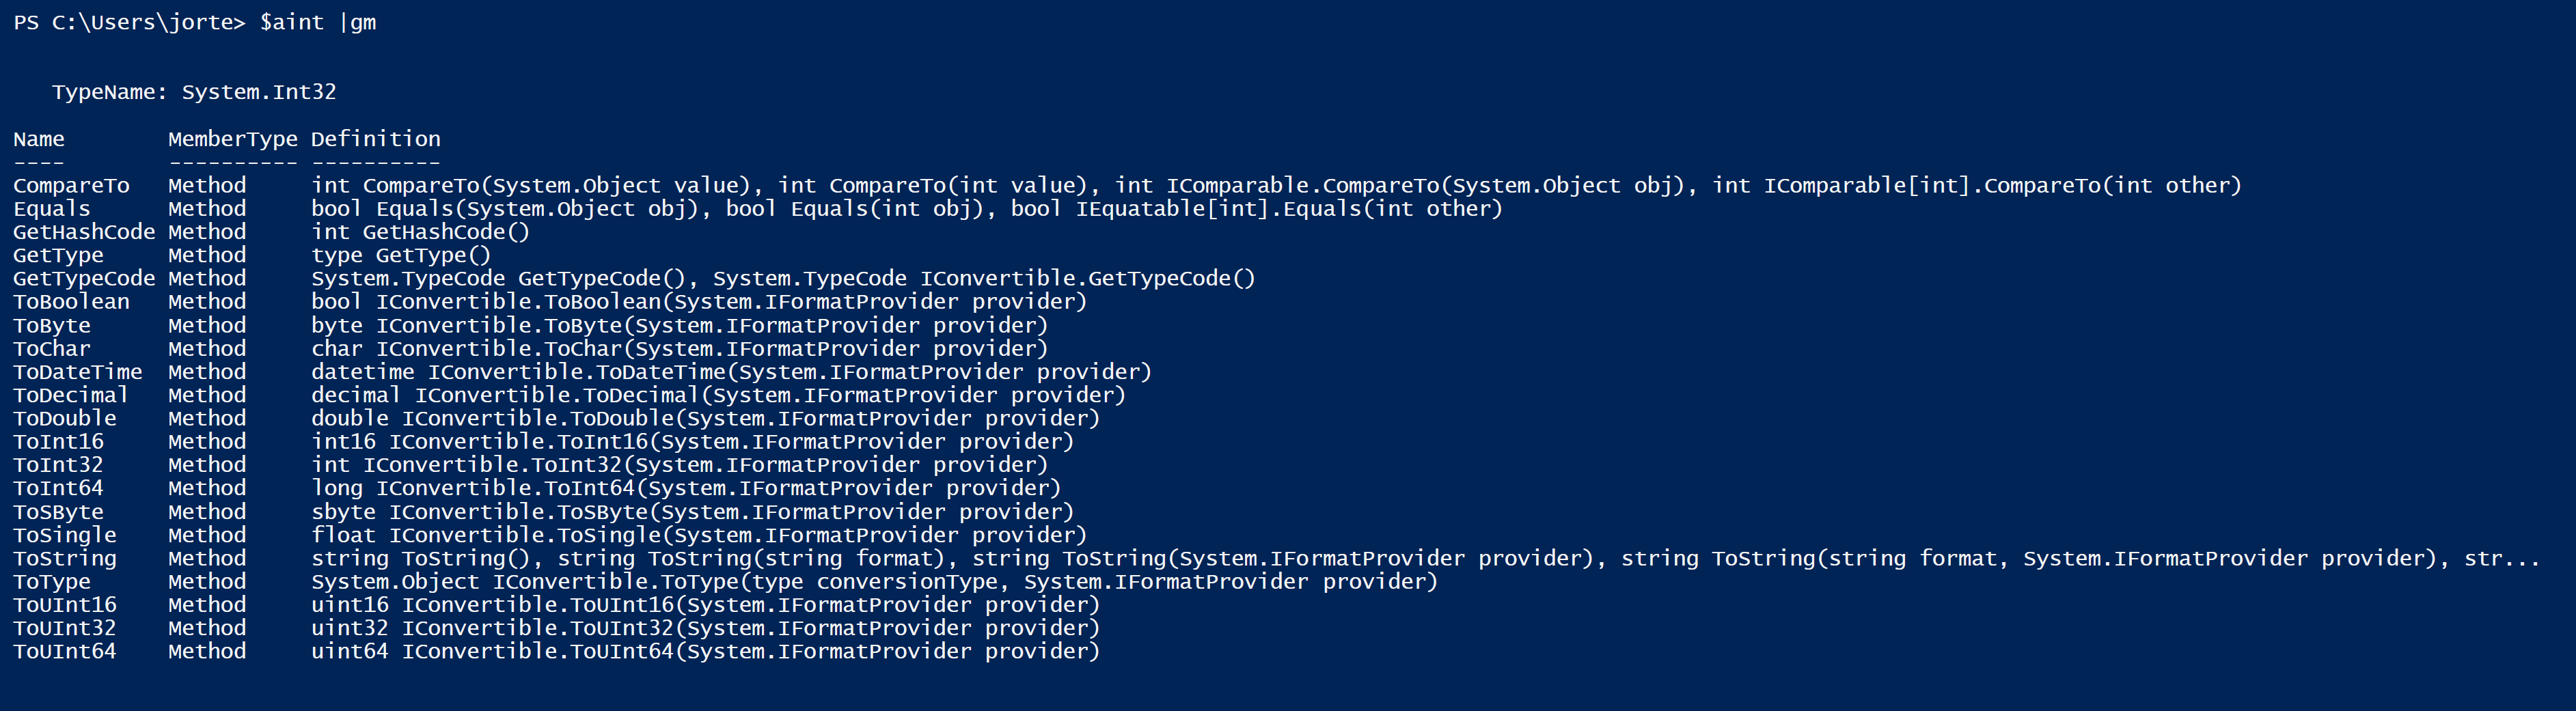 PS C:\Users\jorte> $aint |gm
TypeName: System.Int32
Name        MemberType Definition
----        ---------- ----------
CompareTo   Method     int CompareTo(System.Object value), int CompareTo(int value), int IComparable.CompareTo(System.Object obj), int IComparable[int].CompareTo(int other)
Equals      Method     bool Equals(System.Object obj), bool Equals(int obj), bool IEquatable[int].Equals(int other)
GetHashCode Method     int GetHashCode()
GetType     Method     type GetType()
GetTypeCode Method     System.TypeCode GetTypeCode(), System.TypeCode IConvertible.GetTypeCode()
ToBoolean   Method     bool IConvertible.ToBoolean(System.IFormatProvider provider)
ToByte      Method     byte IConvertible.ToByte(System.IFormatProvider provider)
ToChar      Method     char IConvertible.ToChar(System.IFormatProvider provider)
ToDateTime  Method     datetime IConvertible.ToDateTime(System.IFormatProvider provider)
ToDecimal   Method     decimal IConvertible.ToDecimal(System.IFormatProvider provider)
ToDouble    Method     double IConvertible.ToDouble(System.IFormatProvider provider)
ToInt16     Method     int16 IConvertible.ToInt16(System.IFormatProvider provider)
ToInt32     Method     int IConvertible.ToInt32(System.IFormatProvider provider)
ToInt64     Method     long IConvertible.ToInt64(System.IFormatProvider provider)
ToSByte     Method     sbyte IConvertible.ToSByte(System.IFormatProvider provider)
ToSingle    Method     float IConvertible.ToSingle(System.IFormatProvider provider)
ToString    Method     string ToString(), string ToString(string format), string ToString(System.IFormatProvider provider), string ToString(string format, System.IFormatProvider provider), str...
ToType      Method     System.Object IConvertible.ToType(type conversionType, System.IFormatProvider provider)
ToUInt16    Method     uint16 IConvertible.ToUInt16(System.IFormatProvider provider)
ToUInt32    Method     uint32 IConvertible.ToUInt32(System.IFormatProvider provider)
ToUInt64    Method     uint64 IConvertible.ToUInt64(System.IFormatProvider provider)